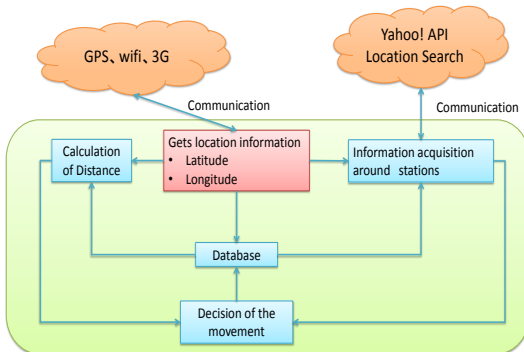 GPS、wifi、3G
Yahoo! API
Location Search
Communication
Communication
Calculation
of Distance
Gets location information
• Latitude
• Longitude
Information acquisition
around stations
Database
Decision of the
movement